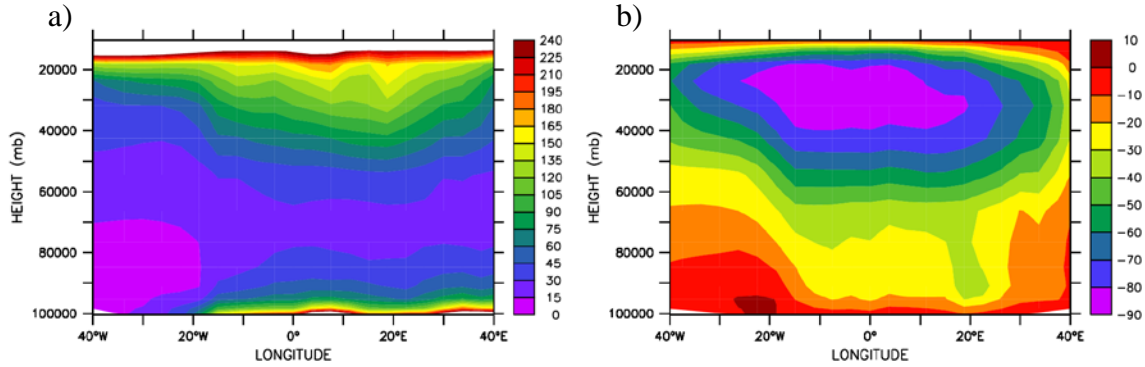 a)
20000
40000
60000
80000
100000
HEIGHT (mb)
40°W
20°W
0°
20°E
40°E
LONGITUDE
240
225
210
195
180
165
150
135
120
105
90
75
60
45
30
15
0
b)
20000
40000
60000
80000
100000
HEIGHT (mb)
40°W
20°W
0°
20°E
40°E
LONGITUDE
10
0
−10
−20
−30
−40
−50
−60
−70
−80
−90